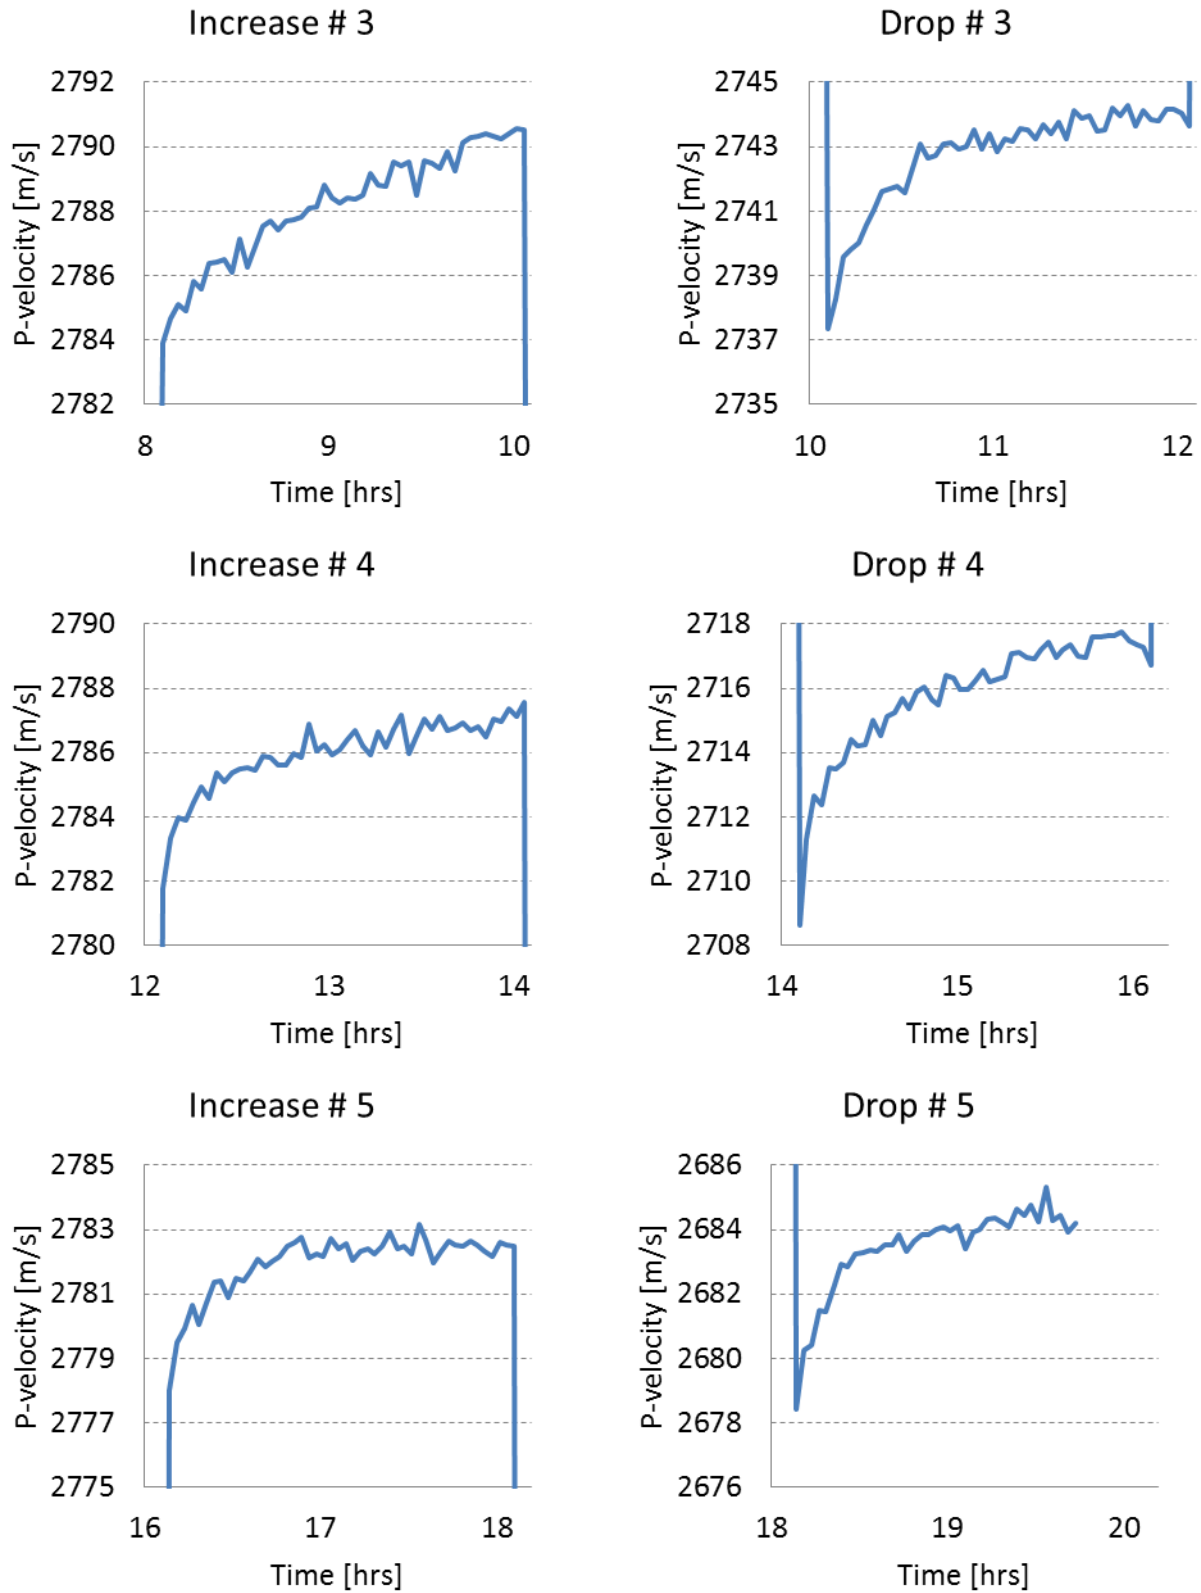 Increase # 3
P-velocity [m/s]
2792
2790
2788
2786
2784
2782
8 9 10
Time [hrs]
Drop # 3
P-velocity [m/s]
2745
2743
2741
2739
2737
2735
10 11 12
Time [hrs]
Increase # 4
P-velocity [m/s]
2790
2788
2786
2784
2782
2780
12 13 14
Time [hrs]
Drop # 4
P-velocity [m/s]
2718
2716
2714
2712
2710
2708
14 15 16
Time [hrs]
Increase # 5
P-velocity [m/s]
2785
2783
2781
2779
2777
2775
16 17 18
Time [hrs]
Drop # 5
P-velocity [m/s]
2686
2684
2682
2680
2678
2676
18 19 20
Time [hrs]